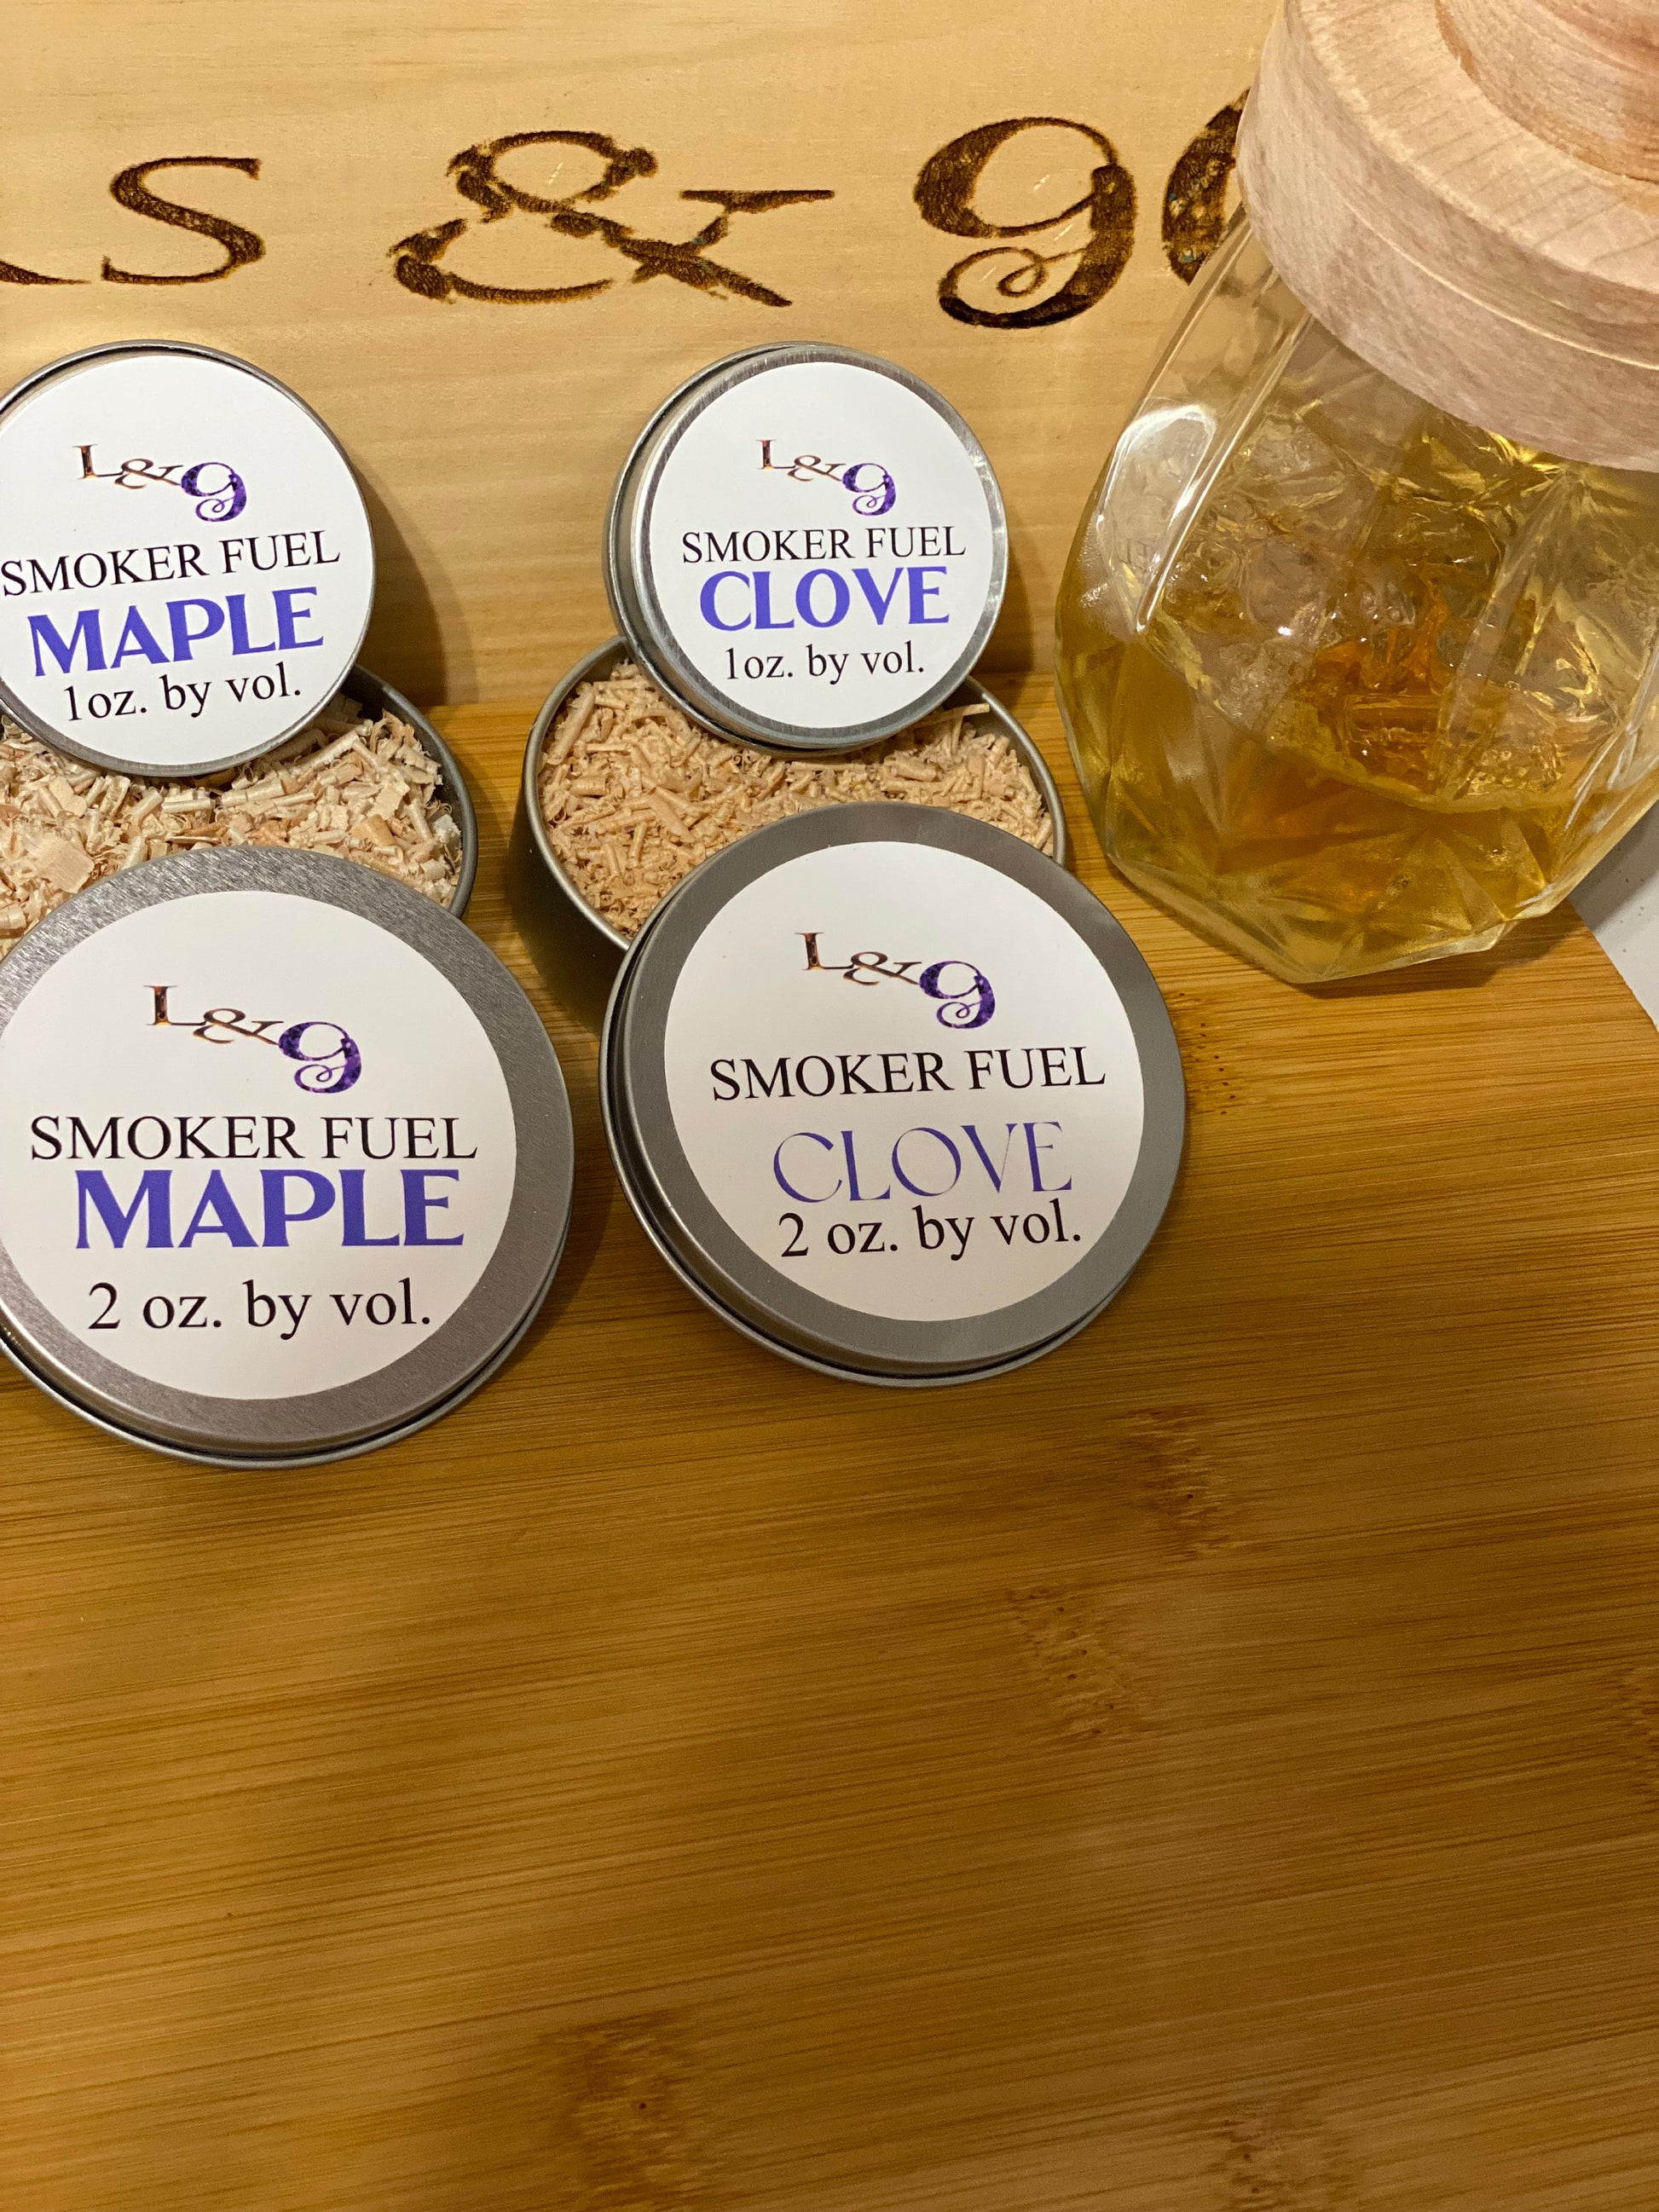 s & g
L&g
SMOKER FUEL
MAPLE
1oz. by vol.
L&g
SMOKER FUEL
CLOVE
1oz. by vol.
L&g
SMOKER FUEL
MAPLE
2 oz. by vol.
L&g
SMOKER FUEL
CLOVE
2 oz. by vol.